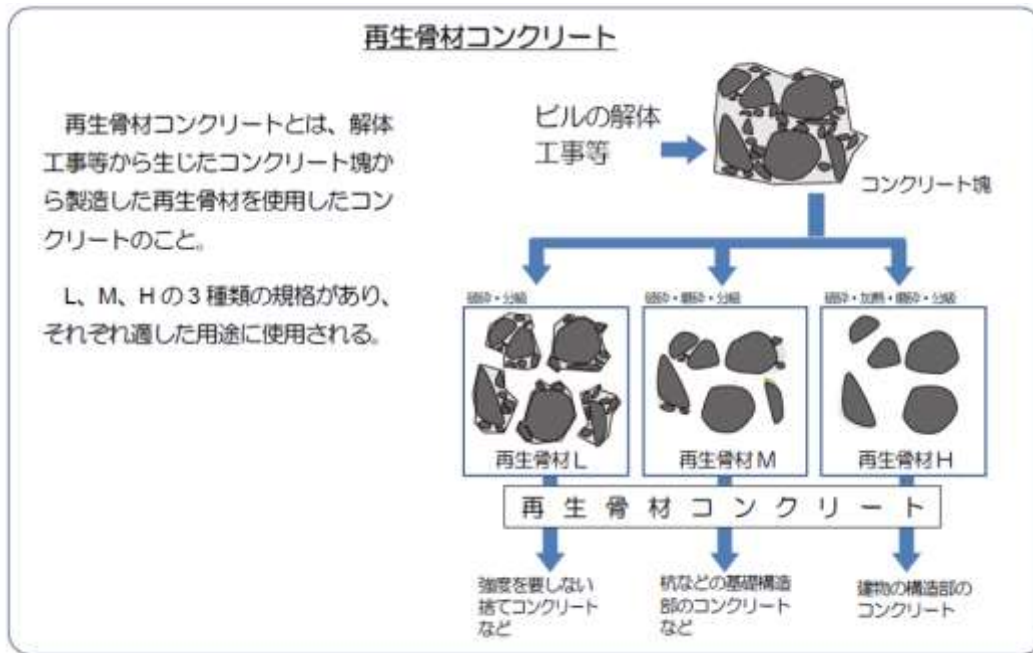 再生骨材コンクリート
再生骨材コンクリートとは、解体
工事等から生じたコンクリート塊か
ら製造した再生骨材を使用したコン
クリートのこと。
L、M、Hの3種類の規格があり、
それぞれ適した用途に使用される。
ビルの解体
工事等
コンクリート塊
破砕・分級
破砕・磨砕・分級
破砕・加熱・磨砕・分級
再生骨材L
再生骨材M
再生骨材H
再生骨材コンクリート
強度を要しない
捨てコンクリート
など
杭などの基礎構造
部のコンクリート
など
建物の構造部の
コンクリート